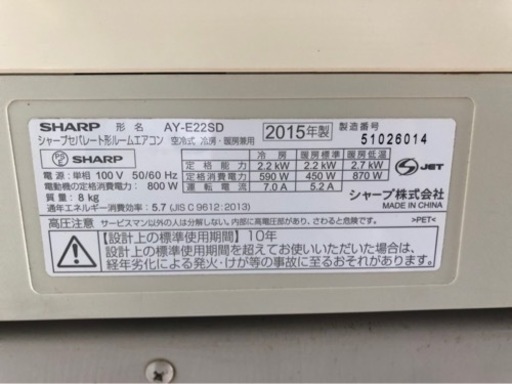 SHARP 形名 AY-E22SD 2015年製 製造番号
シャープセパレート形ルームエアコン 空冷式 冷房・暖房兼用 51026014
SHARP
冷房 暖房標準 暖房低温
定格能力 2.2 kW 2.2 kW 2.7 kW
電源:単相 100 V 50/60 Hz 定格消費電力 590 W 450 W 870 W
電動機の定格消費電力: 800 W 運転電流 7.0 A 5.2 A
S JET
質量:8 kg
シャープ株式会社
通年エネルギー消費効率: 5.7 (JIS C 9612:2013) MADE IN CHINA
高圧注意 サービスマン以外の人は分解しない。内部に高電圧部があり、さわると危険です。 >PET<
【設計上の標準使用期間】10年
設計上の標準使用期間を超えてお使いいただいた場合は、
経年劣化による発火・けが等の事故に至るおそれがあります。